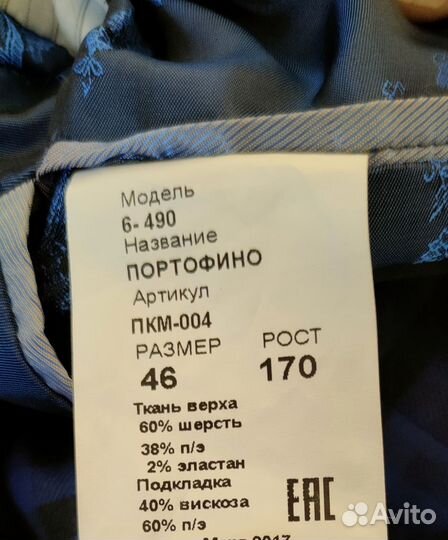 Модель
6- 490
Название
ПОРТОФИНО
Артикул
ПКМ-004
РАЗМЕР РОСТ
46 170
Ткань верха
60% шерсть
38% п/э
2% эластан
Подкладка
40% вискоза
60% п/э
EAC
Avito